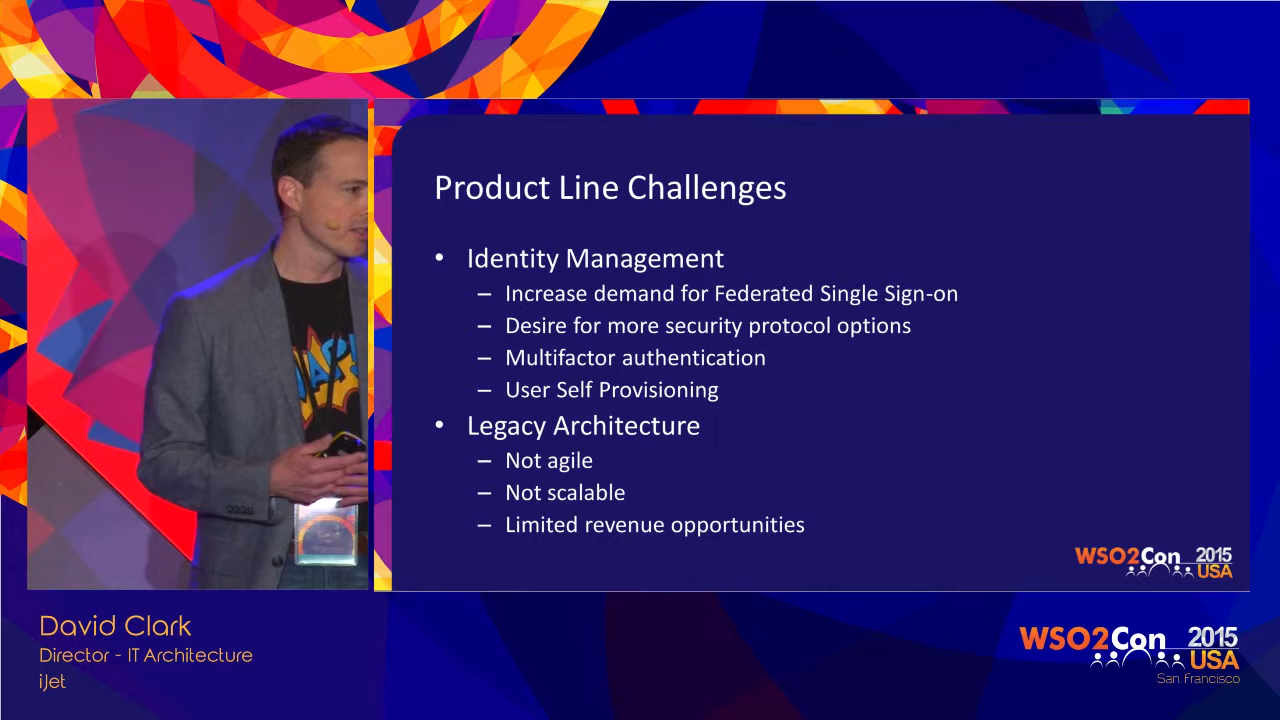 Product Line Challenges
• Identity Management
– Increase demand for Federated Single Sign-on
– Desire for more security protocol options
– Multifactor authentication
– User Self Provisioning
• Legacy Architecture
– Not agile
– Not scalable
– Limited revenue opportunities
WSO2Con 2015
USA
David Clark
Director - IT Architecture
iJet
WSO2Con 2015
USA
San Francisco